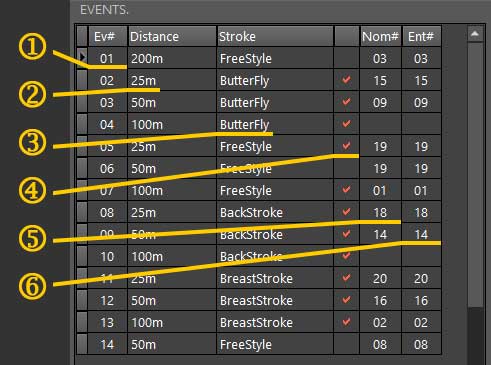 EVENTS.
Ev# Distance Stroke Nom# Ent#
① 01 200m FreeStyle 03 03
② 02 25m ButterFly ✓ 15 15
03 50m ButterFly ✓ 09 09
③ 04 100m ButterFly
05 25m FreeStyle ✓ 19 19
④ 06 50m FreeStyle 19 19
07 100m FreeStyle 01 01
08 25m BackStroke 18 18
⑤ 09 50m BackStroke 14 14
10 100m BackStroke ✓
⑥ 11 25m BreastStroke ✓ 20 20
12 50m BreastStroke ✓ 16 16
13 100m BreastStroke ✓ 02 02
14 50m FreeStyle 08 08